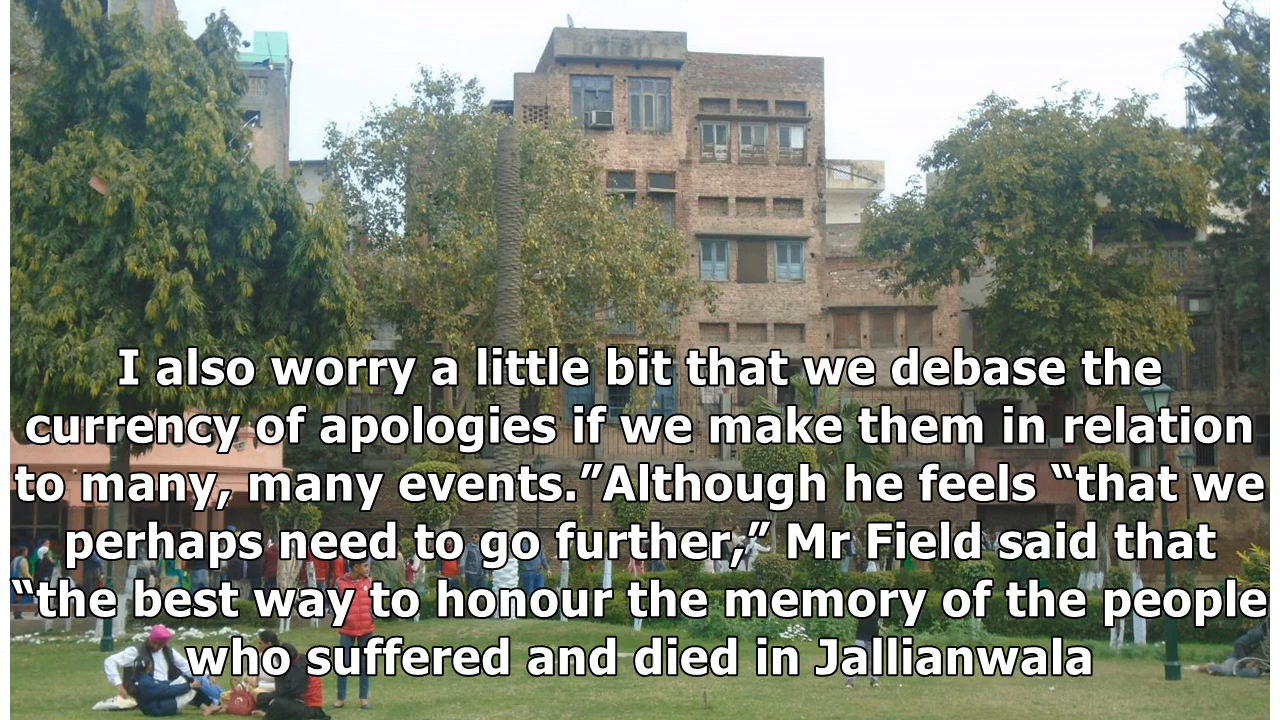 I also worry a little bit that we debase the
currency of apologies if we make them in relation
to many, many events.”Although he feels “that we
perhaps need to go further,” Mr Field said that
“the best way to honour the memory of the people
who suffered and died in Jallianwala